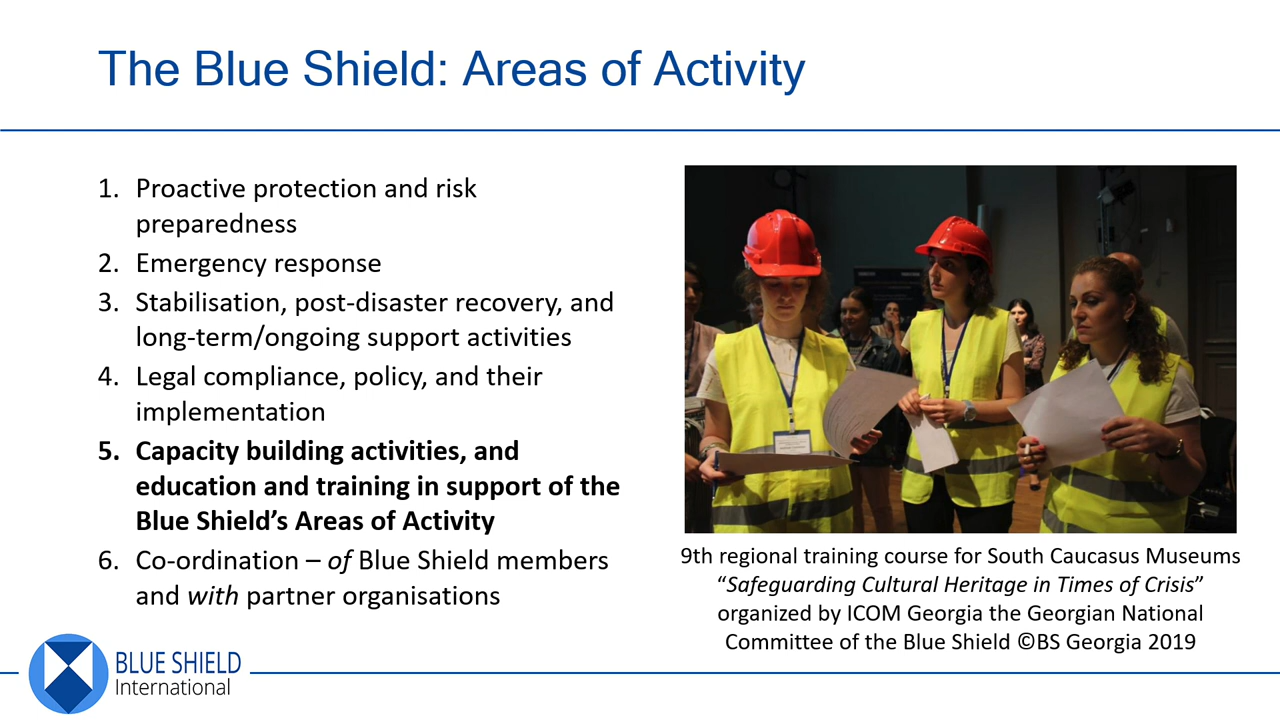 The Blue Shield: Areas of Activity
1. Proactive protection and risk
preparedness
2. Emergency response
3. Stabilisation, post-disaster recovery, and
long-term/ongoing support activities
4. Legal compliance, policy, and their
implementation
5. Capacity building activities, and
education and training in support of the
Blue Shield’s Areas of Activity
6. Co-ordination – of Blue Shield members
and with partner organisations
9th regional training course for South Caucasus Museums
“Safeguarding Cultural Heritage in Times of Crisis”
organized by ICOM Georgia the Georgian National
Committee of the Blue Shield ©BS Georgia 2019
BLUE SHIELD
International